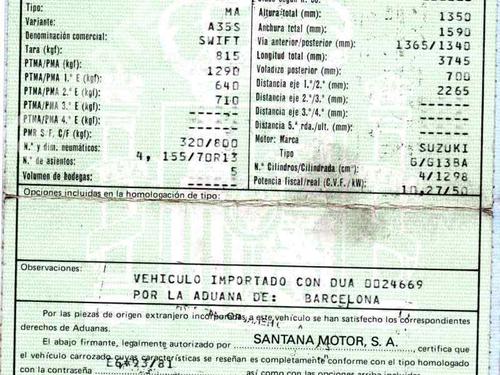 Tipo: MA
Variante: A35S
Denominación comercial: SWIFT
Tara (kgf): 815
PTMA/PMA (kgf): 1290
PTMA/PMA 1.ª E (kgf): 640
PTMA/PMA 2.ª E (kgf): 710
PTMA/PMA 3.ª E (kgf): ------
PTMA/PMA 4.ª E (kgf): ------
PMR S.F. C/F (kg): ------
N.º y dim. neumáticos: 320/800
4, 155/70R13
N.º de asientos: 5
Volumen de bodegas: ------
Altura total (mm): 1350
Anchura total (mm): 1590
Vía anterior/posterior (mm): 1365/1340
Longitud total (mm): 3745
Voladizo posterior (mm): 700
Distancia eje 1.º/2.º (mm): 2265
Distancia eje 2.º/3.º (mm): ------
Distancia eje 3.º/4.º (mm): ------
Distancia 5.ª rda./ult. (mm): ------
Motor: Marca SUZUKI
Tipo G/G13BA
N.º Cilindros/Cilindrada (cm³): 4/1298
Potencia fiscal/real (C.V.F./kW): 10,27/50
Opciones incluidas en la homologación de tipo:
Observaciones:
VEHICULO IMPORTADO CON DUA 0024669
POR LA ADUANA DE: BARCELONA
Por las piezas de origen extranjero incorporadas a este vehículo se han satisfecho los correspondientes
derechos de Aduanas.
El abajo firmante, legalmente autorizado por SANTANA MOTOR, S. A., certifica que
el vehículo carrozado cuyas características se reseñan es completamente conforme con el tipo homologado
con la contraseña así como con las opciones arriba incluidas